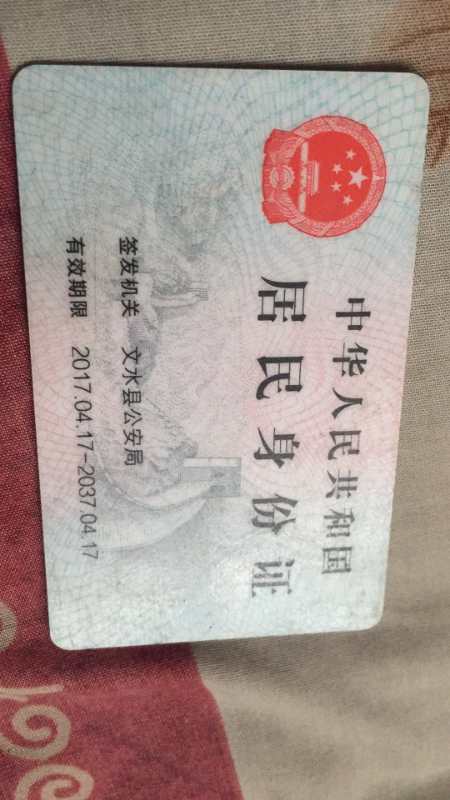 中华人民共和国
居民身份证
签发机关 文水县公安局
有效期限 2017.04.17-2037.04.17